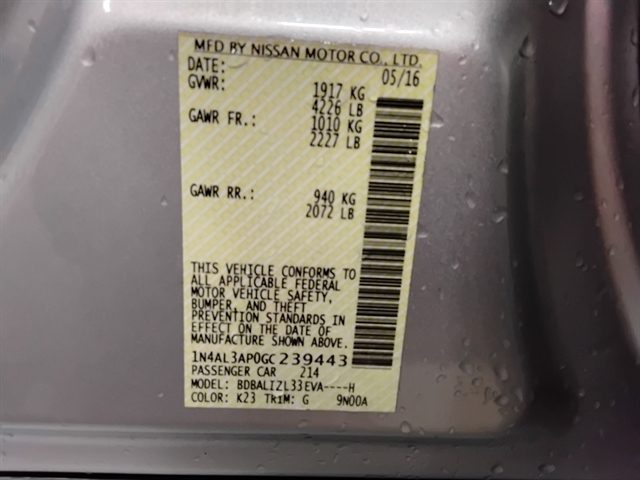 MFD BY NISSAN MOTOR CO., LTD.
DATE: 05/16
GVWR: 1917 KG
4226 LB
GAWR FR.: 1010 KG
2227 LB
GAWR RR.: 940 KG
2072 LB
THIS VEHICLE CONFORMS TO
ALL APPLICABLE FEDERAL
MOTOR VEHICLE SAFETY,
BUMPER, AND THEFT
PREVENTION STANDARDS IN
EFFECT ON THE DATE OF
MANUFACTURE SHOWN ABOVE.
1N4AL3AP0GC239443
PASSENGER CAR 214
MODEL: BDBALIZL33EVA----H
COLOR: K23 TRIM: G 9N00A